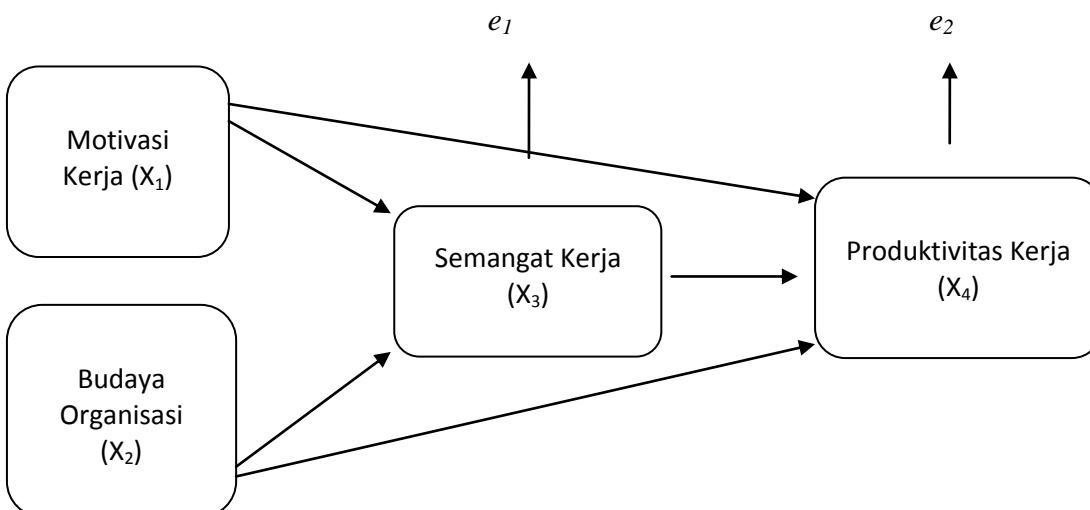 e₁
e₂
Motivasi
Kerja (X₁)
Semangat Kerja
(X₃)
Produktivitas Kerja
(X₄)
Budaya
Organisasi
(X₂)